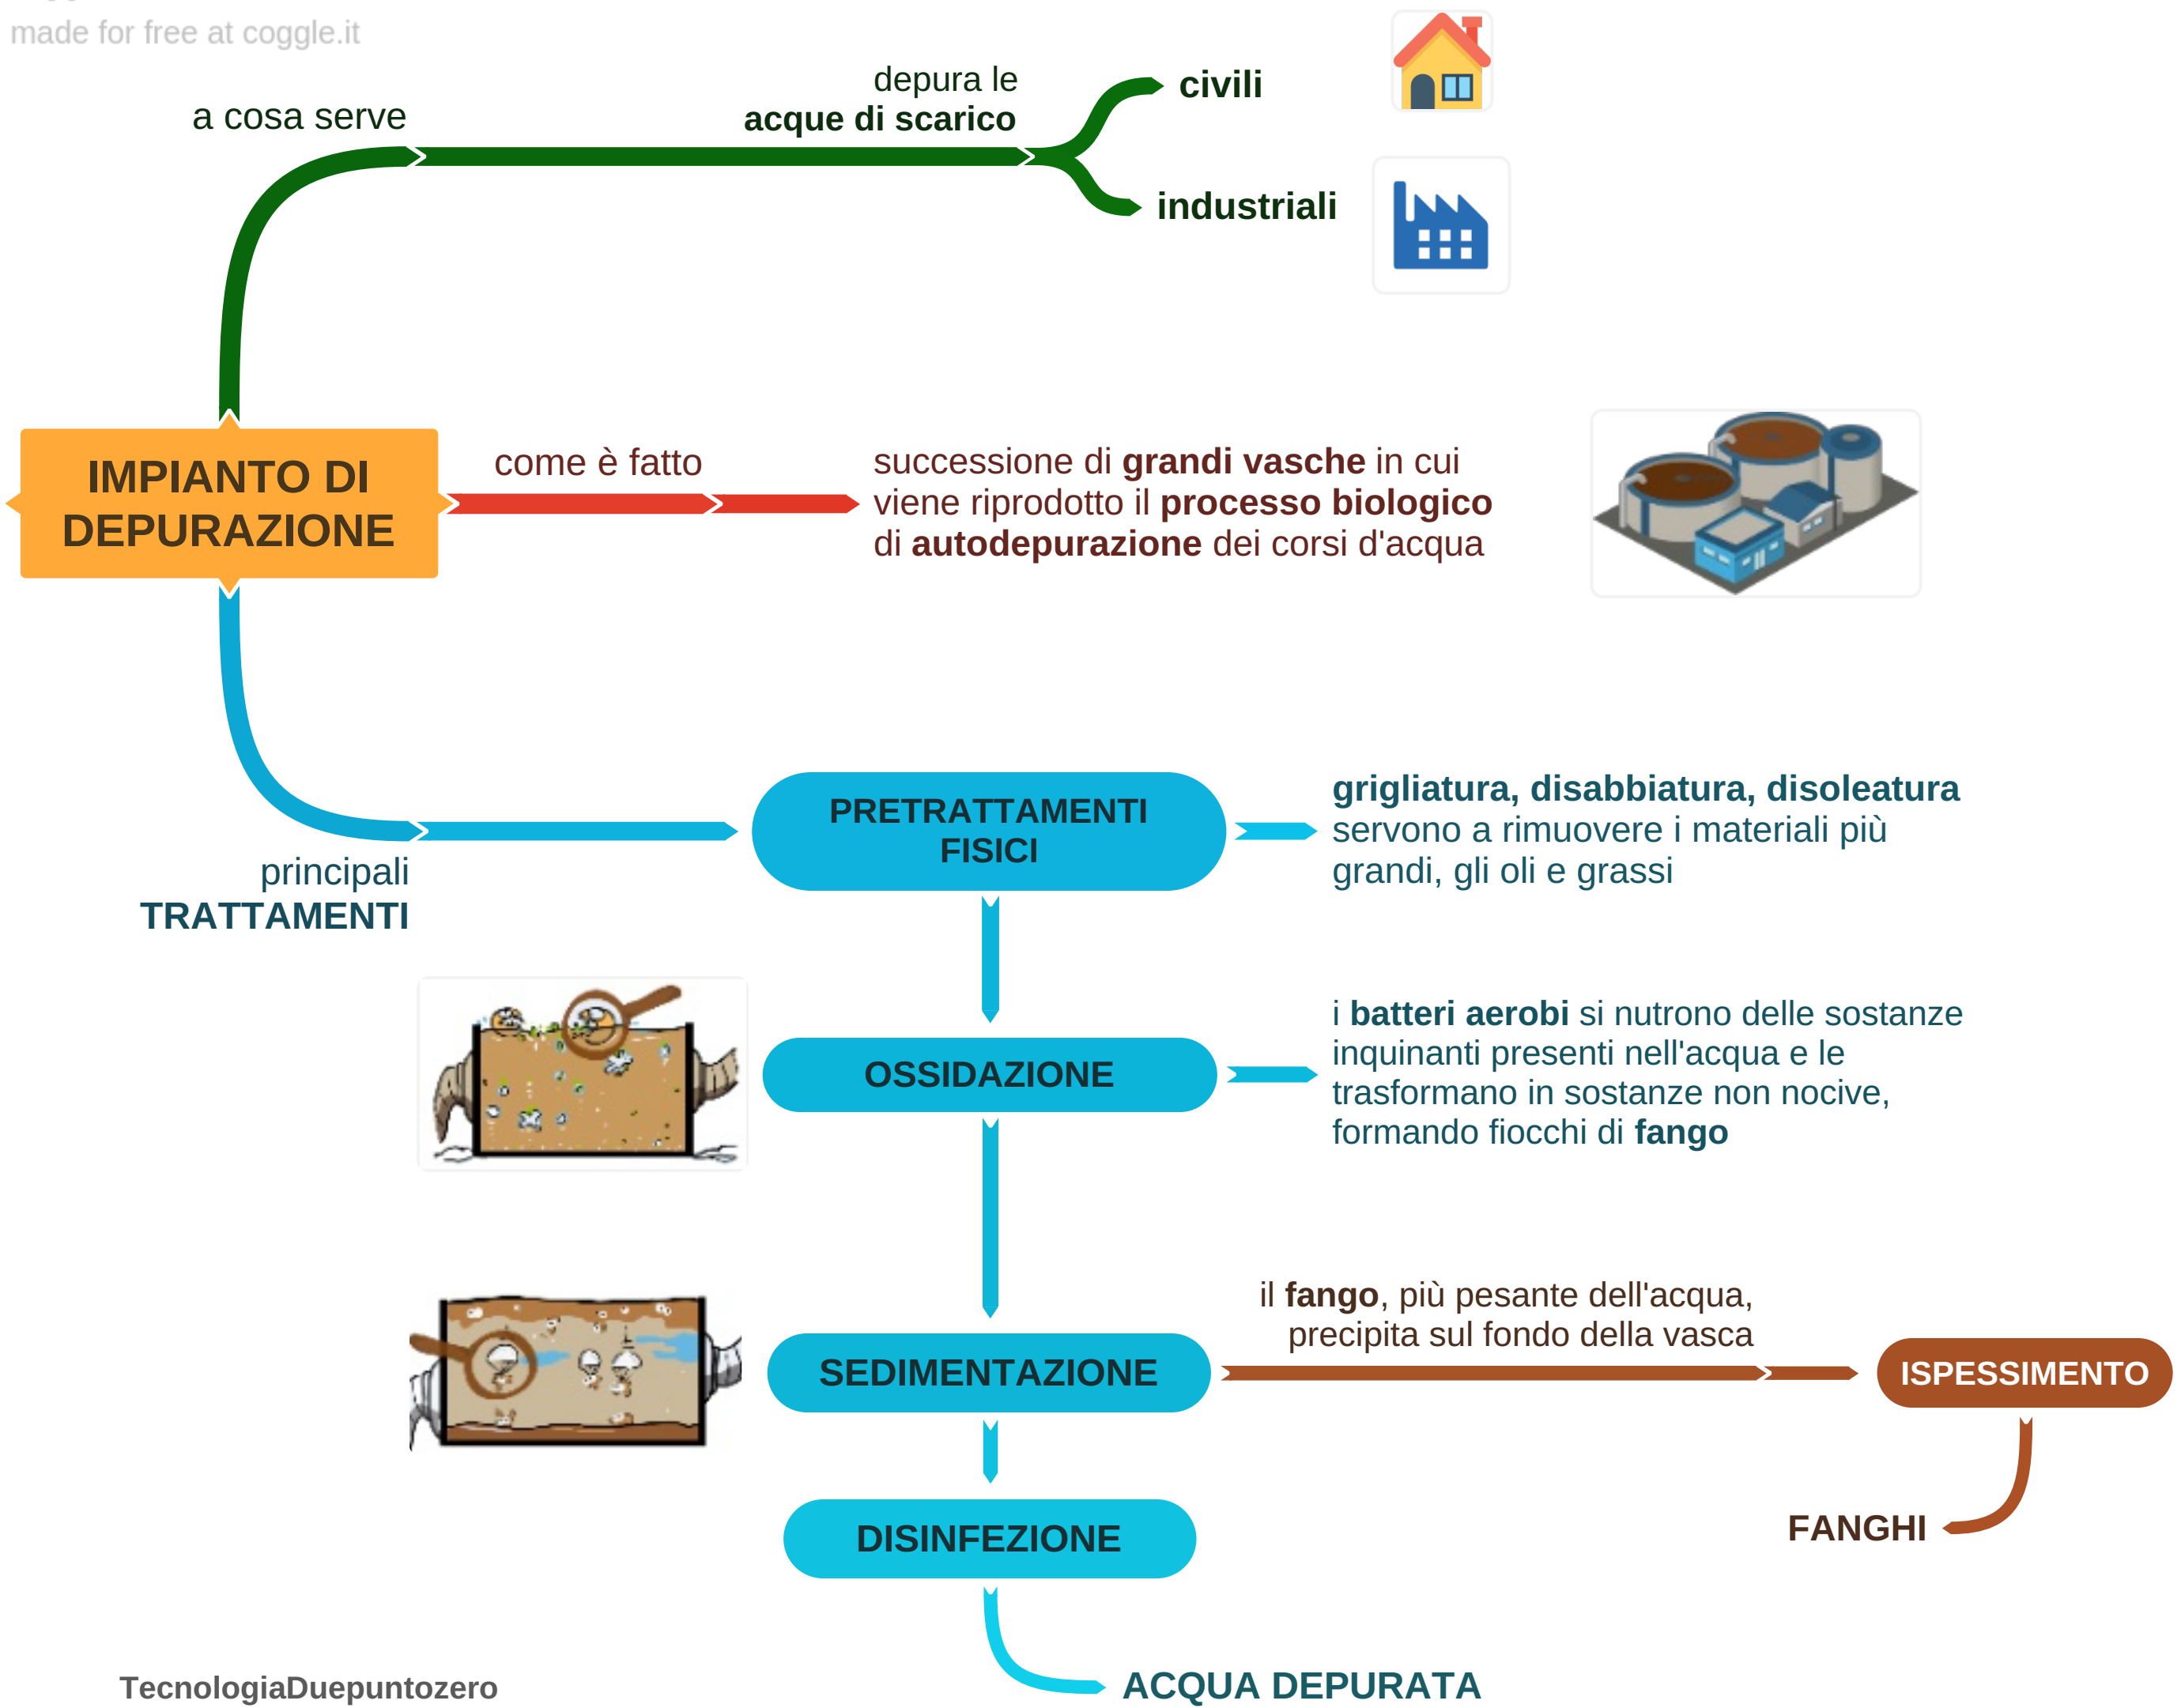 made for free at coggle.it
a cosa serve
depura le
acque di scarico
civili
industriali
IMPIANTO DI
DEPURAZIONE
come è fatto
successione di grandi vasche in cui
viene riprodotto il processo biologico
di autodepurazione dei corsi d'acqua
principali
TRATTAMENTI
PRETRATTAMENTI
FISICI
grigliatura, disabbiatura, disoleatura
servono a rimuovere i materiali più
grandi, gli oli e grassi
OSSIDAZIONE
i batteri aerobi si nutrono delle sostanze
inquinanti presenti nell'acqua e le
trasformano in sostanze non nocive,
formando fiocchi di fango
SEDIMENTAZIONE
il fango, più pesante dell'acqua,
precipita sul fondo della vasca
ISPESSIMENTO
FANGHI
DISINFEZIONE
ACQUA DEPURATA
TecnologiaDuepuntozero